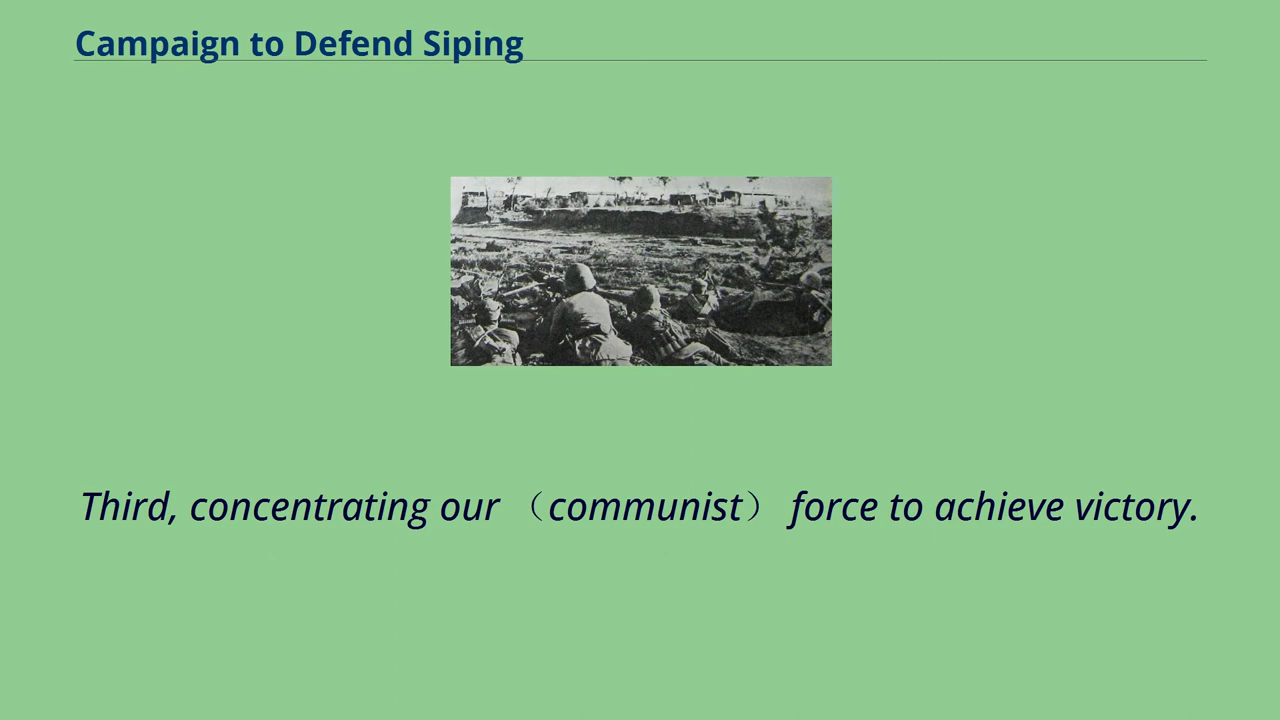 Campaign to Defend Siping
Third, concentrating our （communist） force to achieve victory.